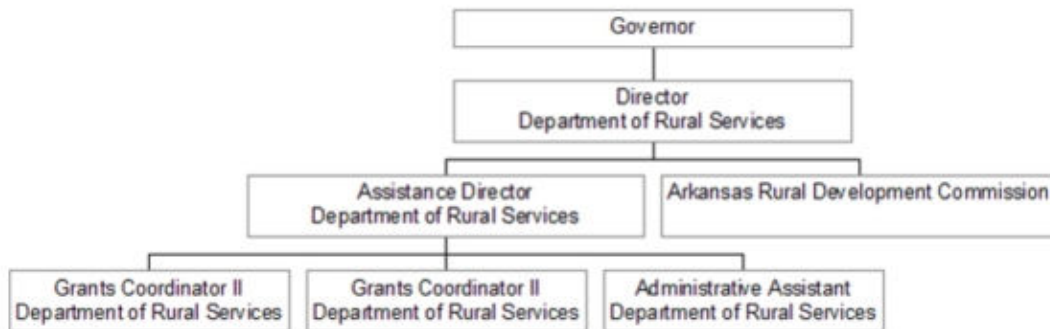 Governor
Director
Department of Rural Services
Assistance Director
Department of Rural Services
Arkansas Rural Development Commission
Grants Coordinator II
Department of Rural Services
Grants Coordinator II
Department of Rural Services
Administrative Assistant
Department of Rural Services